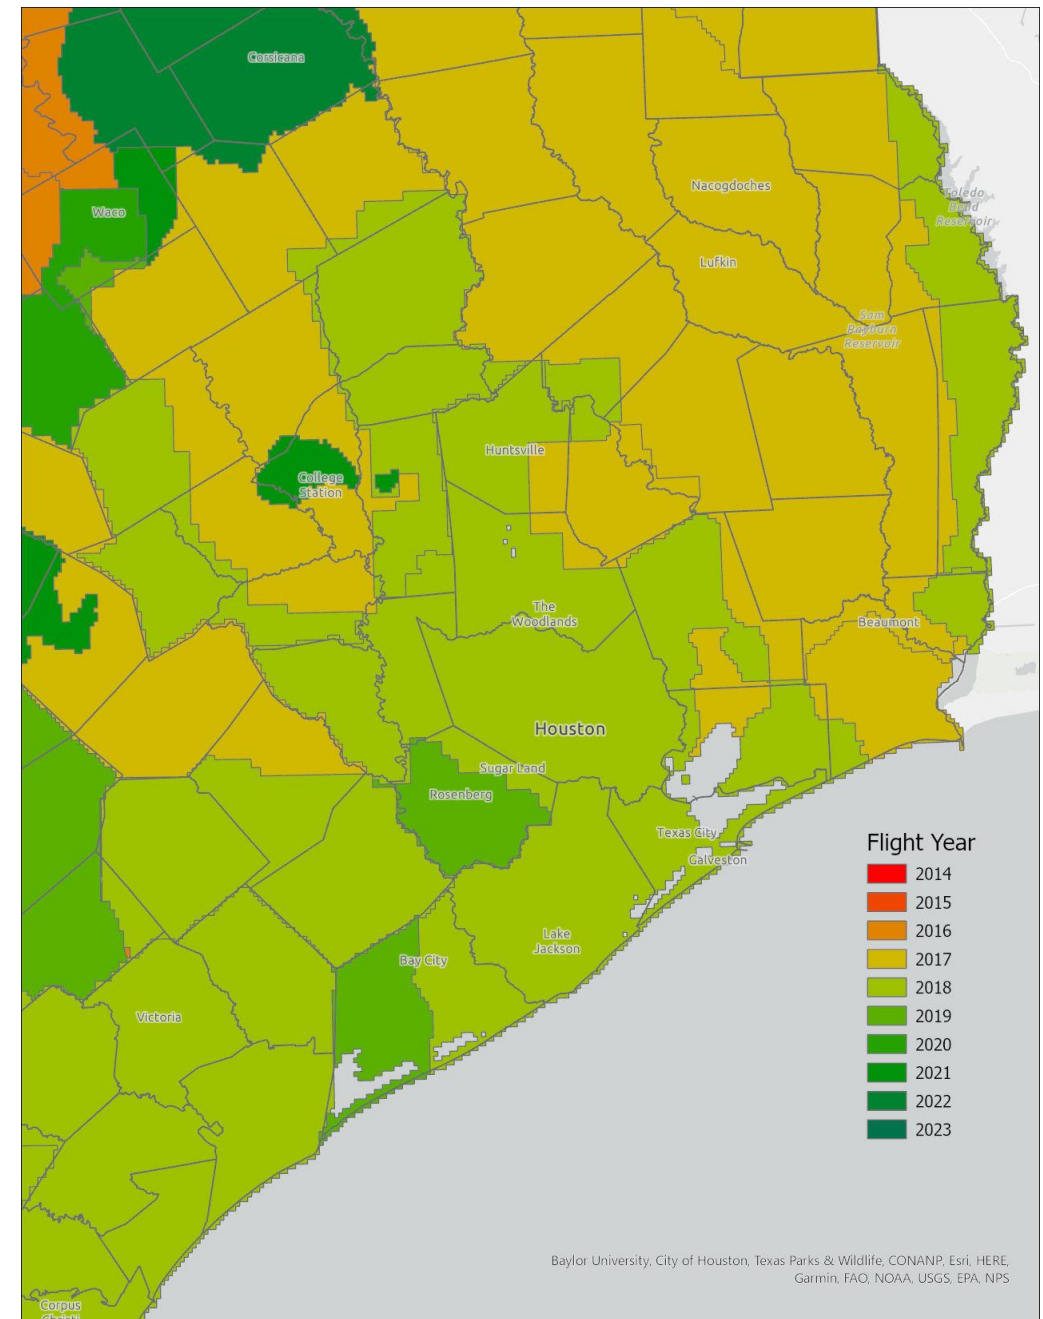 Corsicana
Waco
Nacogdoches
Toledo
Bend
Reservoir
Lufkin
Sam
Rayburn
Reservoir
Huntsville
College
Station
The
Woodlands
Beaumont
Houston
Sugar Land
Rosenberg
Texas City
Galveston
Lake
Jackson
Bay City
Victoria
Corpus
Christi
Flight Year
2014
2015
2016
2017
2018
2019
2020
2021
2022
2023
Baylor University, City of Houston, Texas Parks & Wildlife, CONANP, Esri, HERE,
Garmin, FAO, NOAA, USGS, EPA, NPS